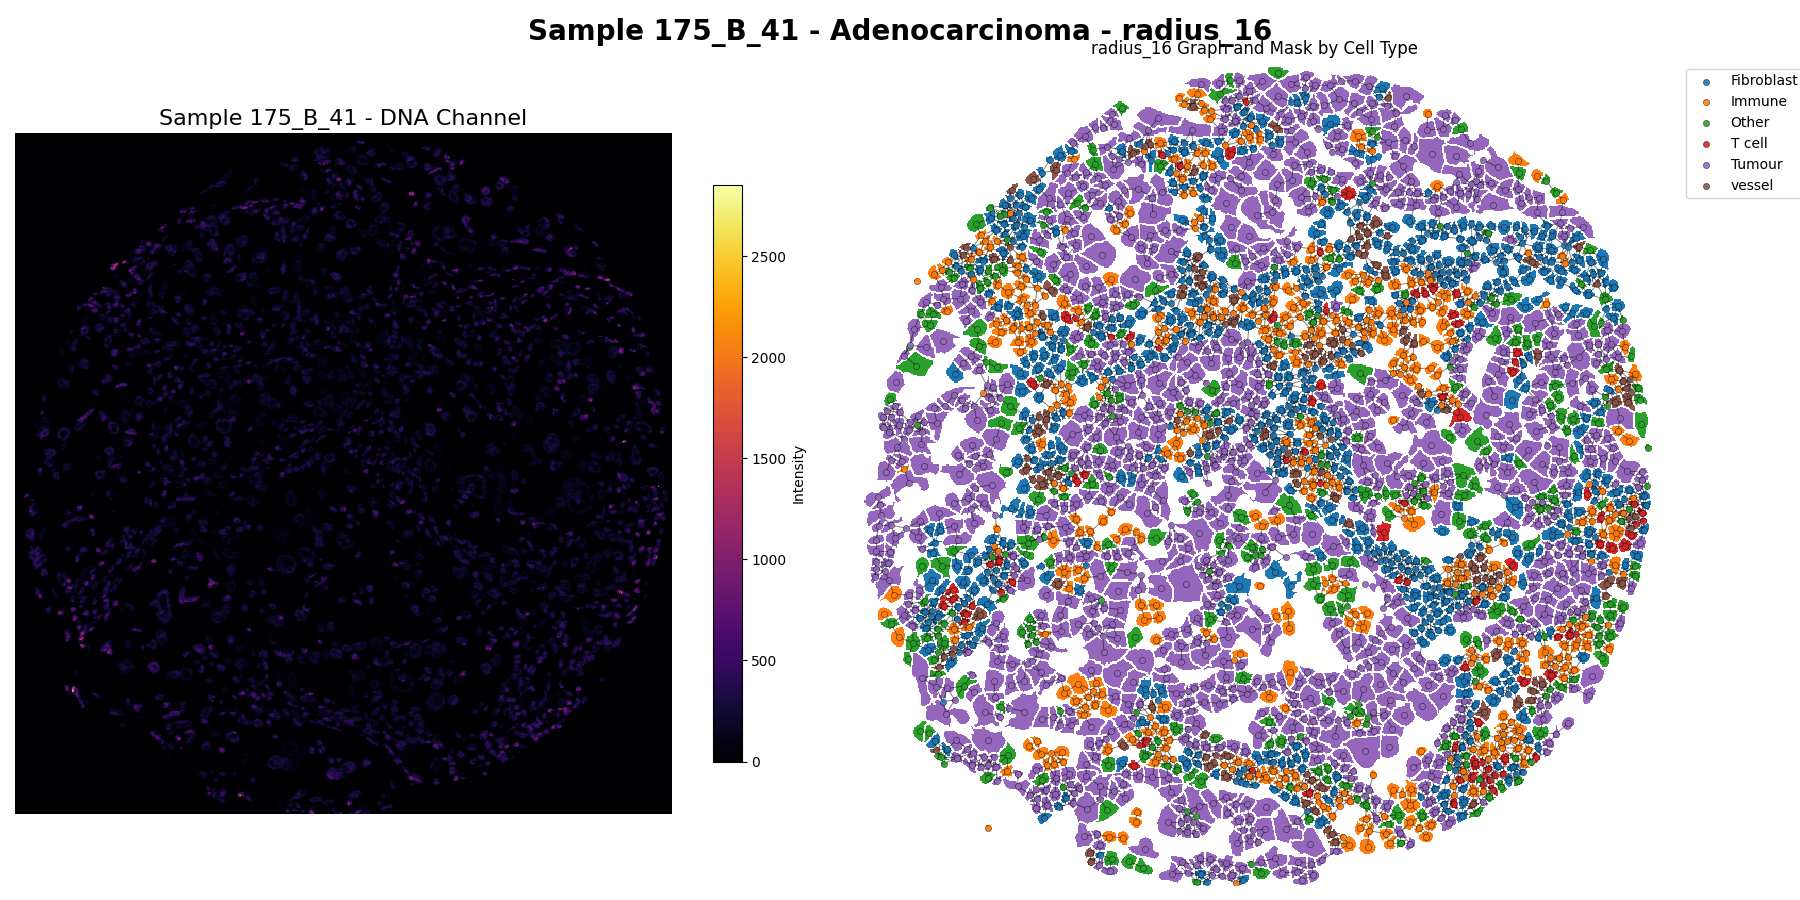 Sample 175_B_41 - Adenocarcinoma - radius_16
radius_16 Graph and Mask by Cell Type
Sample 175_B_41 - DNA Channel
Fibroblast
Immune
Other
T cell
Tumour
vessel
2500
2000
1500
1000
500
0
Intensity